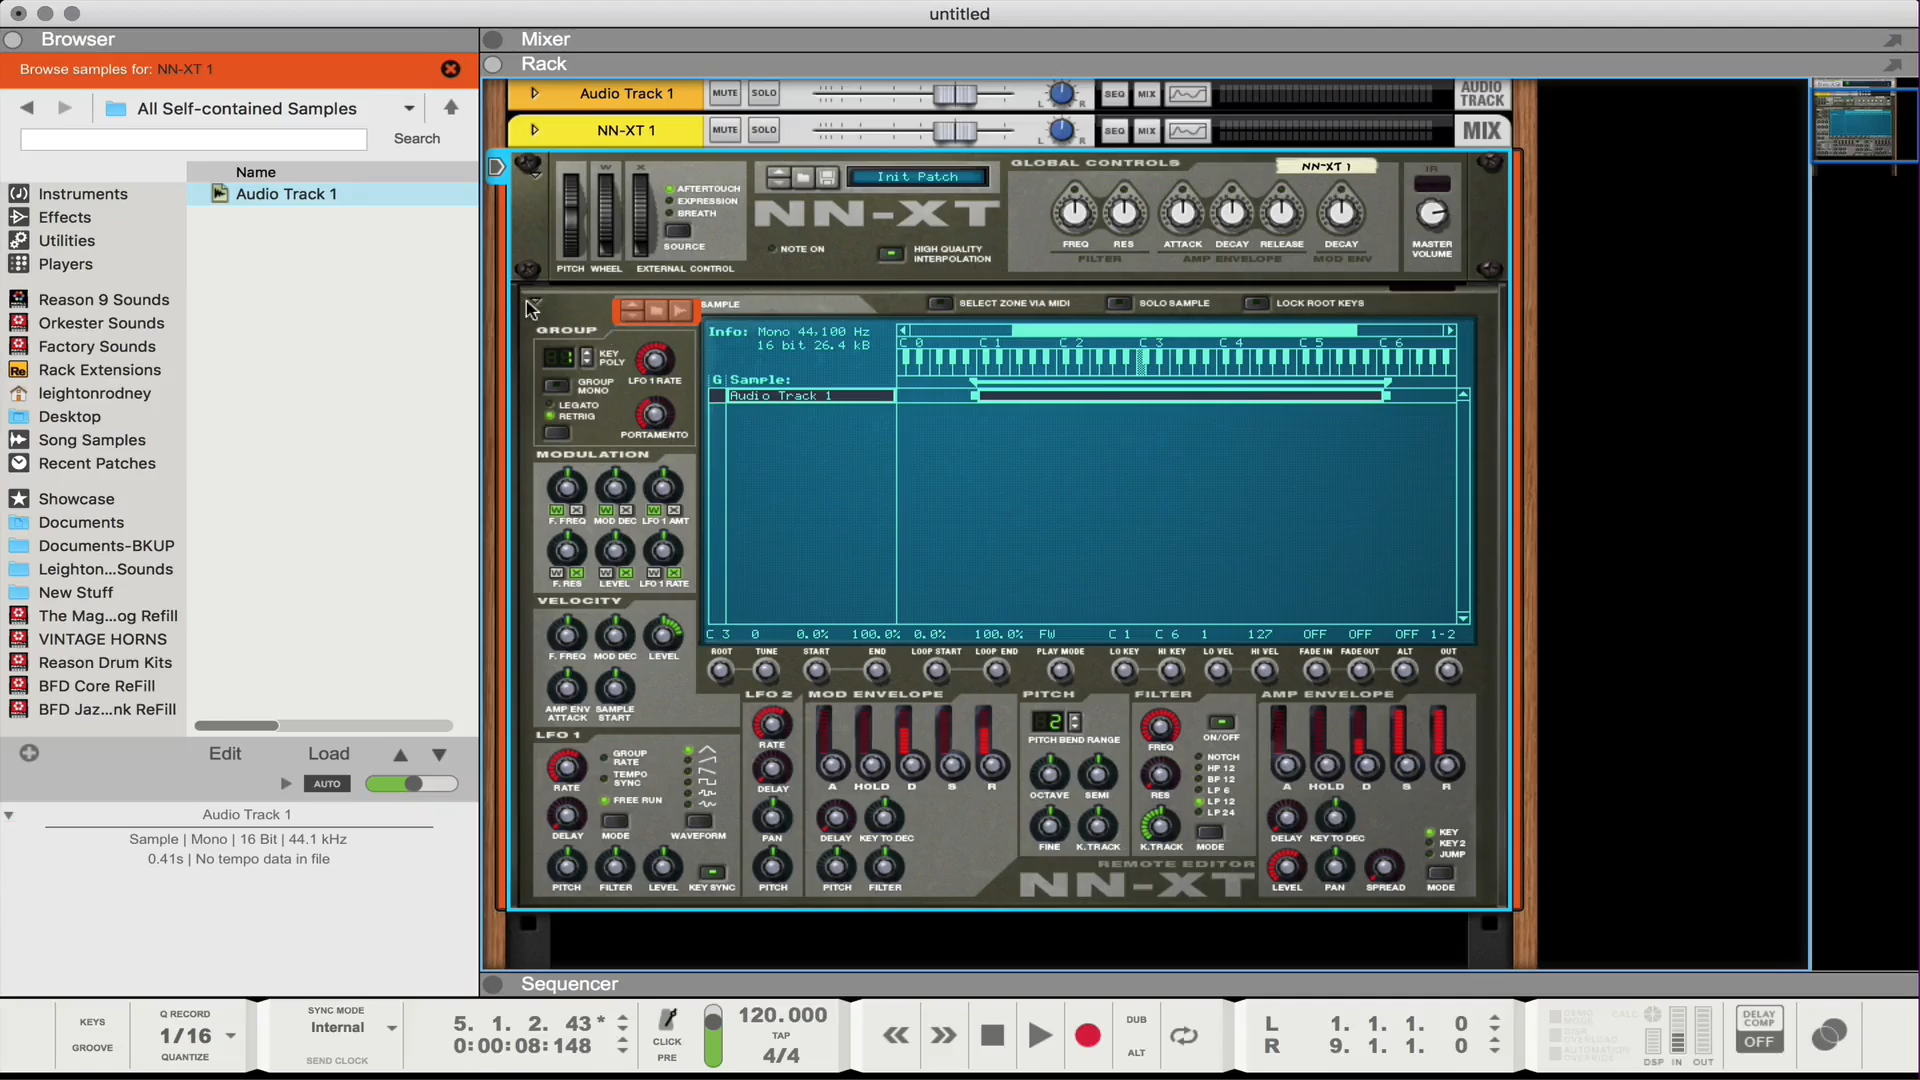 untitled
Browser
Mixer
Browse samples for: NN-XT 1
Rack
All Self-contained Samples
Search
Name
Audio Track 1
Instruments
Effects
Utilities
Players
Reason 9 Sounds
Orkester Sounds
Factory Sounds
Rack Extensions
leightonrodney
Desktop
Song Samples
Recent Patches
Showcase
Documents
Documents-BKUP
Leighton...Sounds
New Stuff
The Mag...og Refill
VINTAGE HORNS
Reason Drum Kits
BFD Core ReFill
BFD Jaz...nk ReFill
Edit Load
AUTO
Audio Track 1
Sample | Mono | 16 Bit | 44.1 kHz
0.41s | No tempo data in file
Audio Track 1 MUTE SOLO L R SEQ MIX AUDIO TRACK
NN-XT 1 MUTE SOLO L R SEQ MIX MIX
W X
AFTERTOUCH
EXPRESSION
BREATH
SOURCE
PITCH WHEEL EXTERNAL CONTROL
Init Patch
NN-XT
NOTE ON
HIGH QUALITY INTERPOLATION
GLOBAL CONTROLS
NN-XT 1
FREQ RES ATTACK DECAY RELEASE DECAY
FILTER AMP ENVELOPE MOD ENV
MASTER VOLUME
SAMPLE SELECT ZONE VIA MIDI SOLO SAMPLE LOCK ROOT KEYS
GROUP
1 KEY POLY
LFO 1 RATE
GROUP MONO
LEGATO
RETRIG
PORTAMENTO
Info: Mono 44,100 Hz
16 bit 26.4 kB
C 0 C 1 C 2 C 3 C 4 C 5 C 6
G Sample:
Audio Track 1
MODULATION
W X W X W X
F. FREQ MOD DEC LFO 1 AMT
W X W X W X
F. RES LEVEL LFO 1 RATE
VELOCITY
F. FREQ MOD DEC LEVEL
AMP ENV ATTACK SAMPLE START
C 3 0 0.0% 100.0% 0.0% 100.0% FW C 1 C 6 1 127 OFF OFF OFF 1-2
ROOT TUNE START END LOOP START LOOP END PLAY MODE LO KEY HI KEY LO VEL HI VEL FADE IN FADE OUT ALT OUT
LFO 1
GROUP RATE
TEMPO SYNC
FREE RUN
RATE
DELAY MODE WAVEFORM
PITCH FILTER LEVEL KEY SYNC
LFO 2
RATE
DELAY
PAN
PITCH
MOD ENVELOPE
A HOLD D S R
DELAY KEY TO DEC
PITCH FILTER
PITCH
2
PITCH BEND RANGE
OCTAVE SEMI
FINE K. TRACK
FILTER
FREQ ON/OFF
RES
NOTCH
HP 12
BP 12
LP 6
LP 12
LP 24
K.TRACK MODE
AMP ENVELOPE
A HOLD D S R
DELAY KEY TO DEC
KEY
KEY 2
JUMP
LEVEL PAN SPREAD MODE
REMOTE EDITOR
NN-XT
Sequencer
KEYS
GROOVE
Q RECORD
1/16
QUANTIZE
SYNC MODE
Internal
SEND CLOCK
5. 1. 2. 43 *
0:00:08:148
CLICK
PRE
120.000
TAP
4/4
DUB
ALT
L 1. 1. 1. 0
R 9. 1. 1. 0
CALC
DSP IN OUT
DELAY COMP
OFF